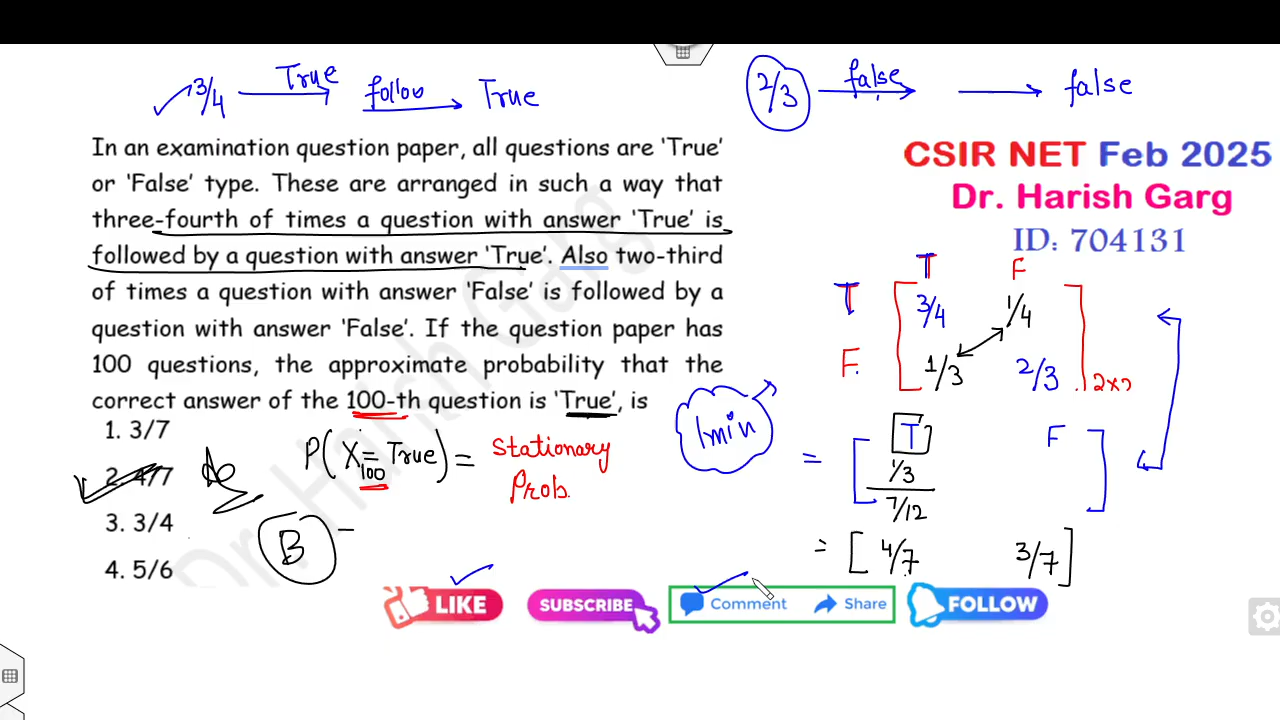 3/4 True follow True
2/3 false false
In an examination question paper, all questions are ‘True’
or ‘False’ type. These are arranged in such a way that
three-fourth of times a question with answer ‘True’ is
followed by a question with answer ‘True’. Also two-third
of times a question with answer ‘False’ is followed by a
question with answer ‘False’. If the question paper has
100 questions, the approximate probability that the
correct answer of the 100-th question is ‘True’, is
1. 3/7
2. 4/7
3. 3/4
4. 5/6
P(X100 = True) = Stationary
Prob.
B
CSIR NET Feb 2025
Dr. Harish Garg
ID: 704131
T F
T 3/4 1/4
F 1/3 2/3 2x2
1min
T F
= [ 1/3 / 7/12 ]
= [ 4/7 3/7 ]
LIKE
SUBSCRIBE
Comment
Share
FOLLOW
Dr. Harish Garg